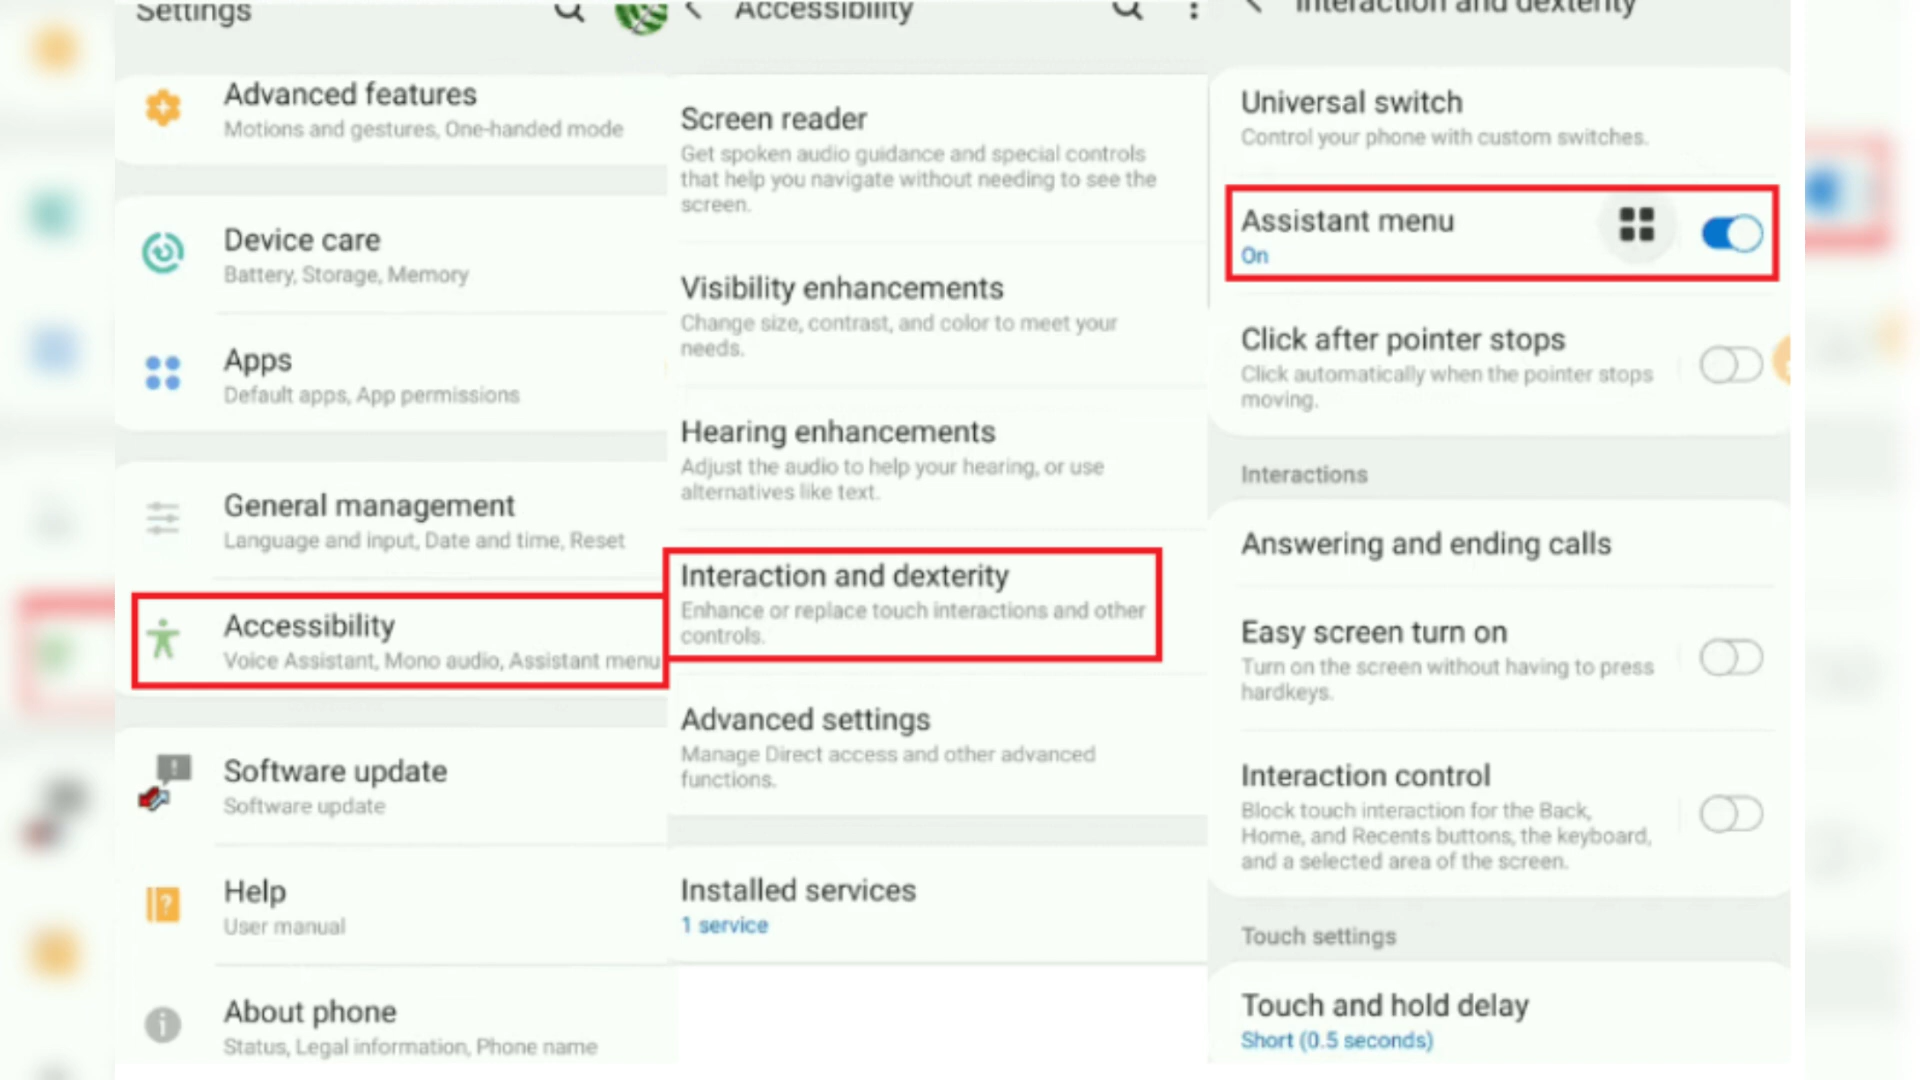 Settings
Advanced features
Motions and gestures, One-handed mode
Device care
Battery, Storage, Memory
Apps
Default apps, App permissions
General management
Language and input, Date and time, Reset
Accessibility
Voice Assistant, Mono audio, Assistant menu
Software update
Software update
Help
User manual
About phone
Status, Legal information, Phone name
Accessibility
Screen reader
Get spoken audio guidance and special controls
that help you navigate without needing to see the
screen.
Visibility enhancements
Change size, contrast, and color to meet your
needs.
Hearing enhancements
Adjust the audio to help your hearing, or use
alternatives like text.
Interaction and dexterity
Enhance or replace touch interactions and other
controls.
Advanced settings
Manage Direct access and other advanced
functions.
Installed services
1 service
Interaction and dexterity
Universal switch
Control your phone with custom switches.
Assistant menu
On
Click after pointer stops
Click automatically when the pointer stops
moving.
Interactions
Answering and ending calls
Easy screen turn on
Turn on the screen without having to press
hardkeys.
Interaction control
Block touch interaction for the Back,
Home, and Recents buttons, the keyboard,
and a selected area of the screen.
Touch settings
Touch and hold delay
Short (0.5 seconds)